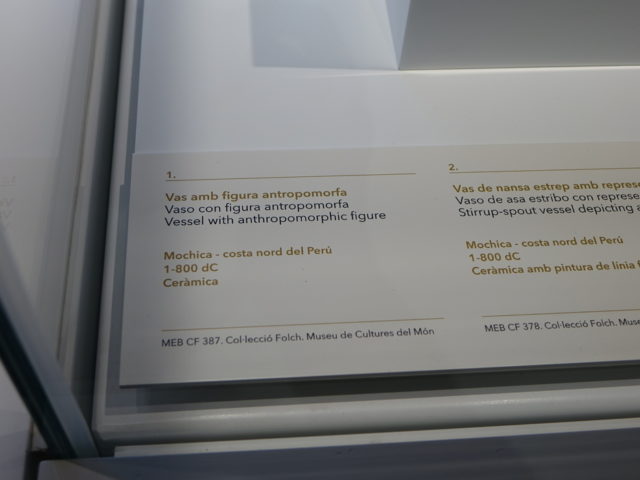 1.
Vas amb figura antropomorfa
Vaso con figura antropomorfa
Vessel with anthropomorphic figure
Mochica - costa nord del Perú
1-800 dC
Ceràmica
MEB CF 387. Col·lecció Folch. Museu de Cultures del Món
2.
Vas de nansa estrep amb
Vaso de asa estribo con
Stirrup-spout vessel depicting
Mochica - costa nord del Perú
1-800 dC
Ceràmica amb pintura de línia
MEB CF 378. Col·lecció Folch.